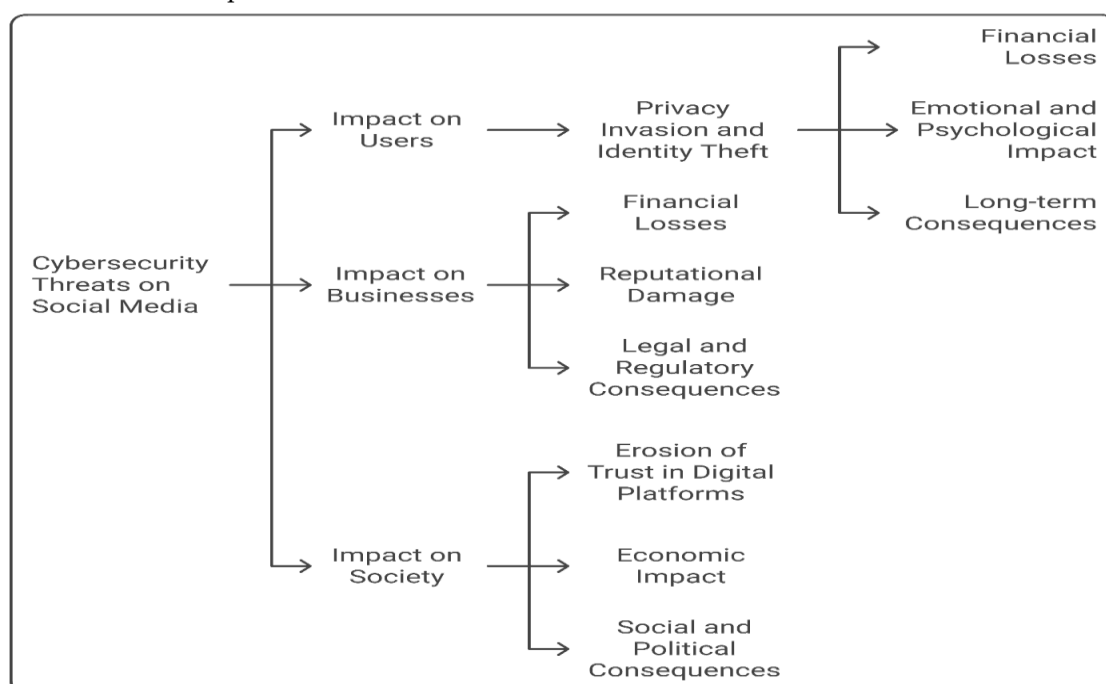 Cybersecurity
Threats on
Social Media
Impact on
Users
Privacy
Invasion and
Identity Theft
Financial
Losses
Emotional and
Psychological
Impact
Long-term
Consequences
Impact on
Businesses
Financial
Losses
Reputational
Damage
Legal and
Regulatory
Consequences
Impact on
Society
Erosion of
Trust in Digital
Platforms
Economic
Impact
Social and
Political
Consequences